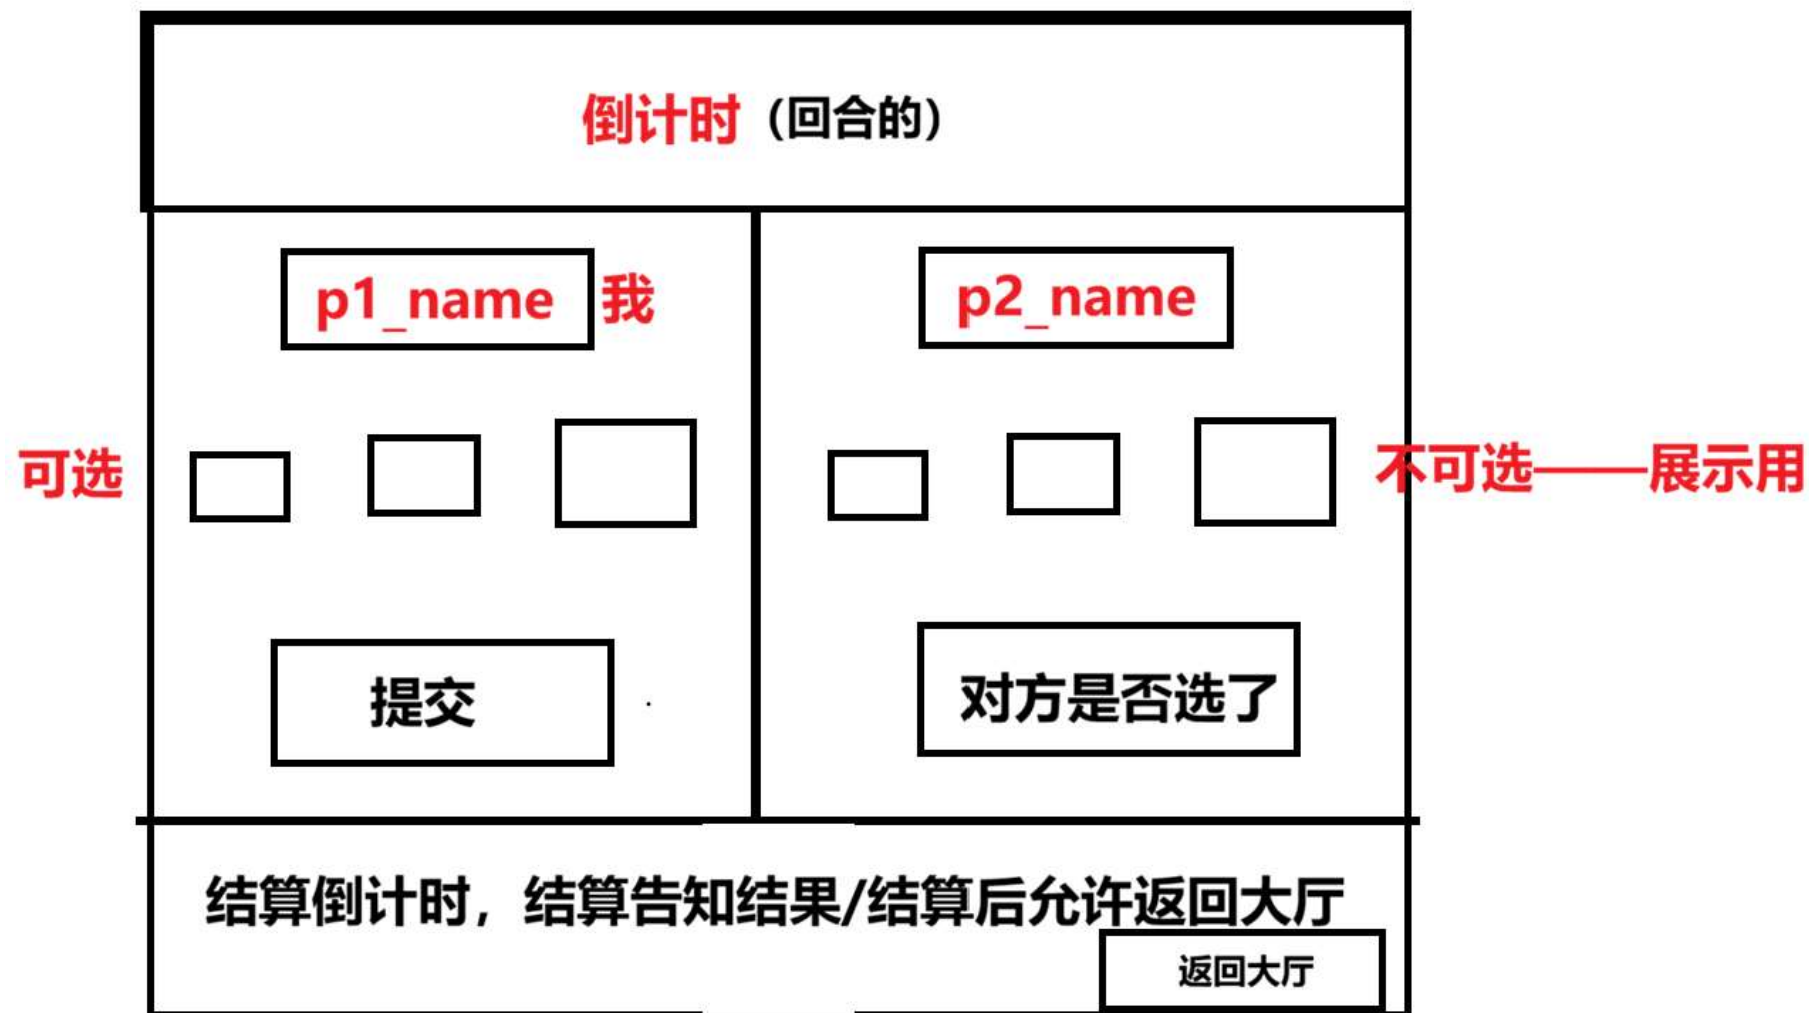 倒计时（回合的）
p1_name 我
p2_name
可选
不可选——展示用
提交
对方是否选了
结算倒计时，结算告知结果/结算后允许返回大厅
返回大厅